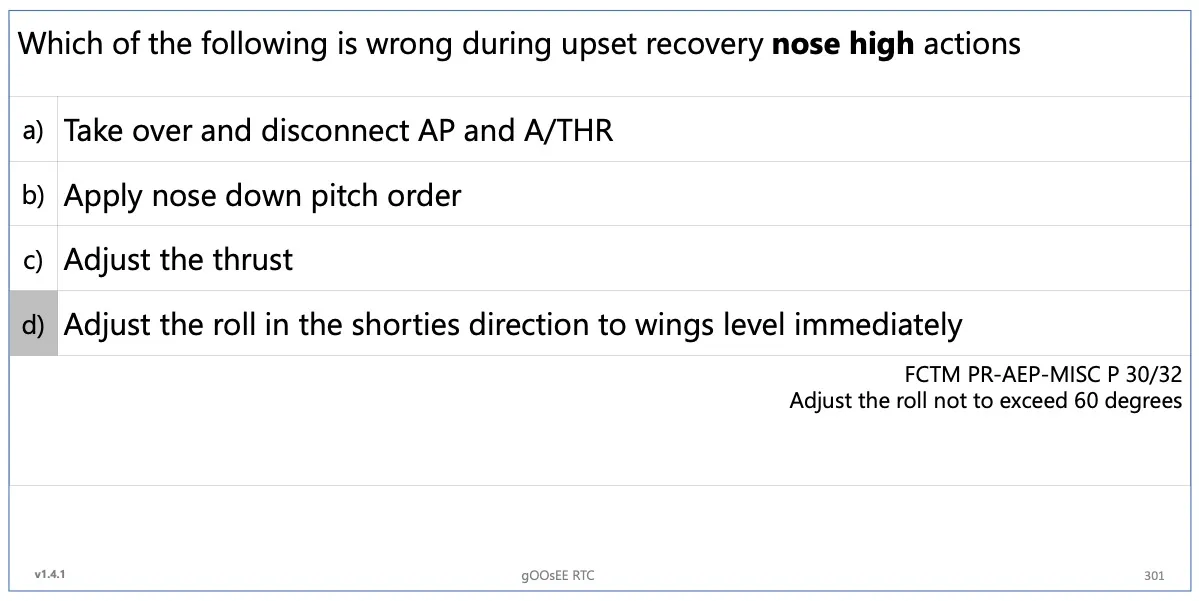 Which of the following is wrong during upset recovery nose high actions
a) Take over and disconnect AP and A/THR
b) Apply nose down pitch order
c) Adjust the thrust
d) Adjust the roll in the shorties direction to wings level immediately
FCTM PR-AEP-MISC P 30/32
Adjust the roll not to exceed 60 degrees
v1.4.1
gOOsEE RTC
301